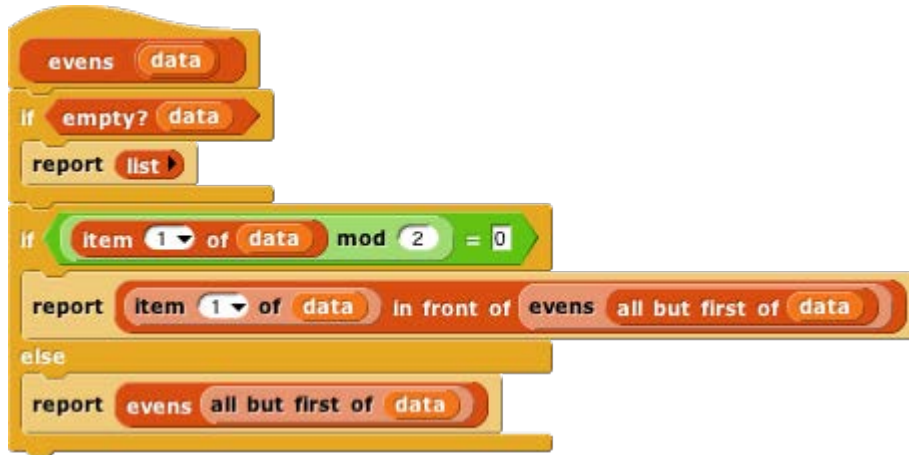 evens data
if empty? data
report list
if item 1 of data mod 2 = 0
report item 1 of data in front of evens all but first of data
else
report evens all but first of data